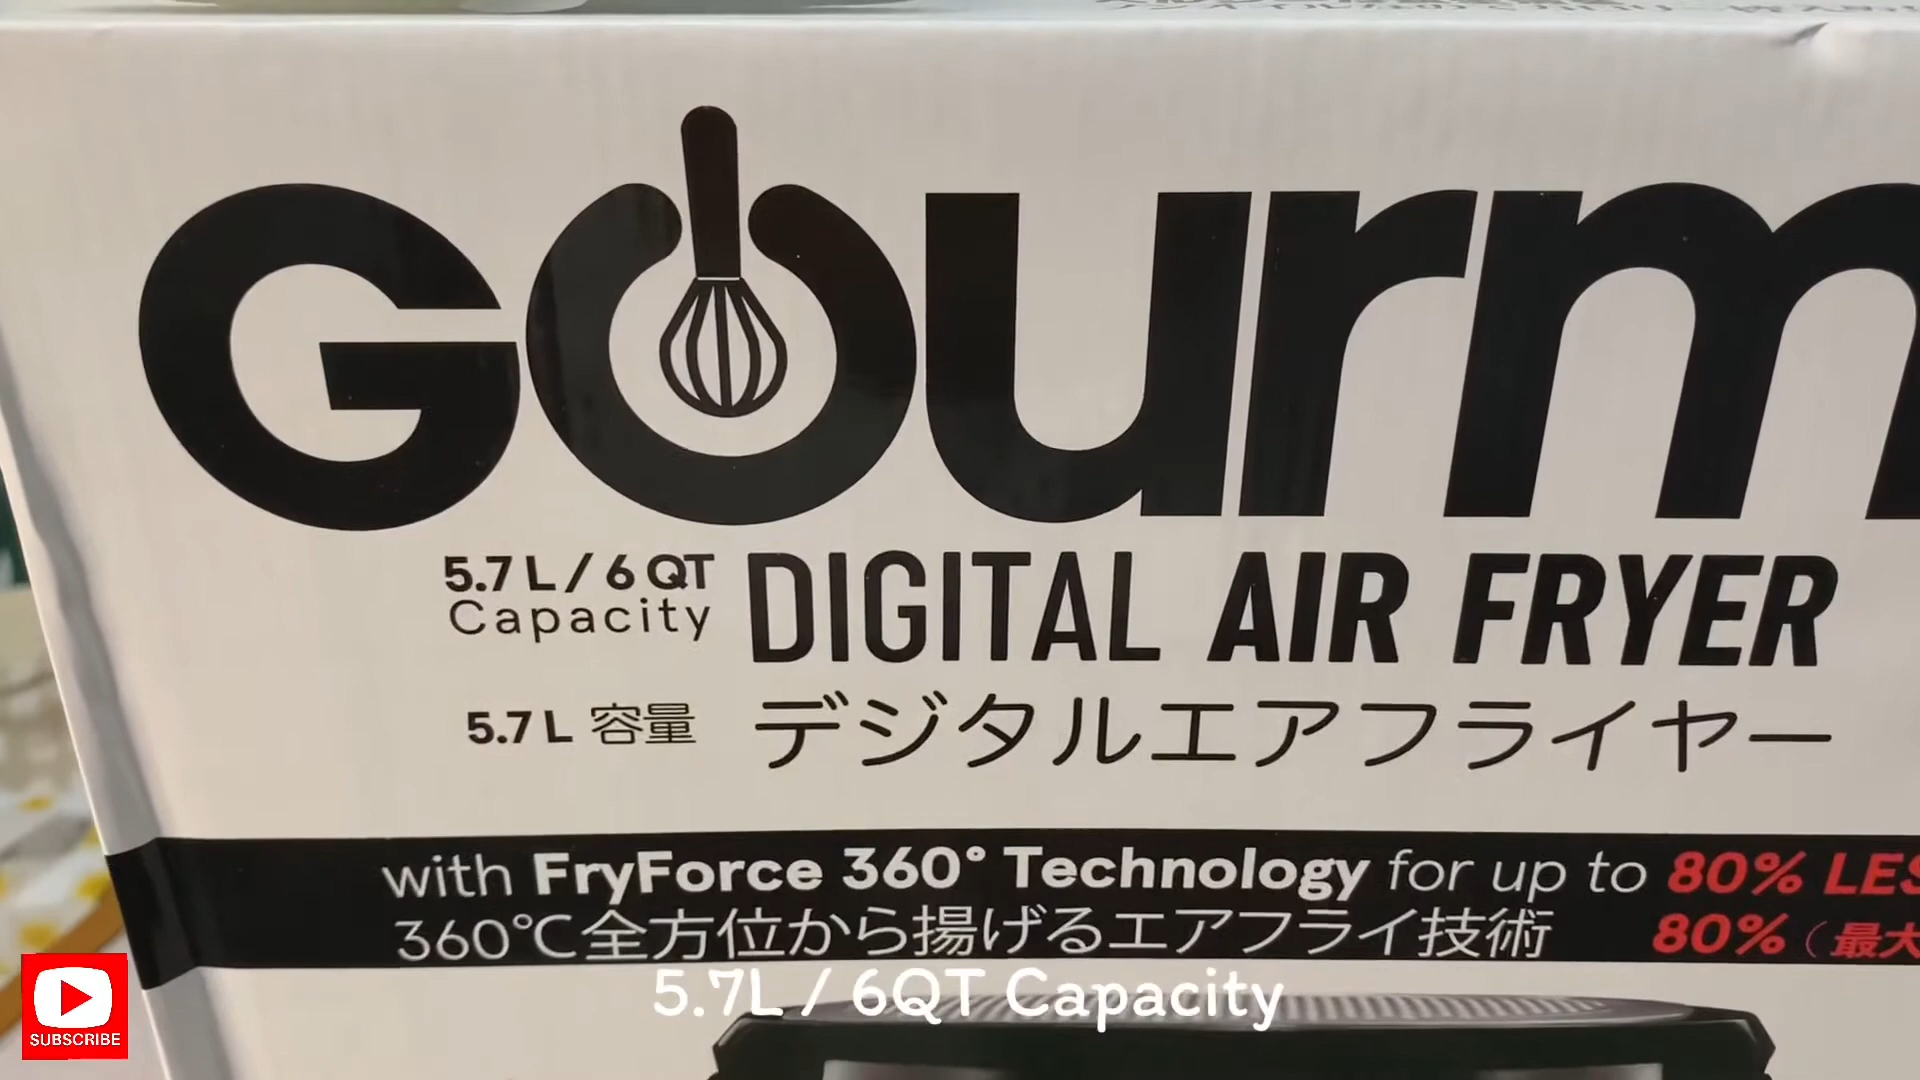 Gourm
5.7 L / 6 QT
Capacity
DIGITAL AIR FRYER
5.7 L 容量
デジタルエアフライヤー
with FryForce 360° Technology for up to 80% LES
360℃全方位から揚げるエアフライ技術 80%（最大
5.7L / 6QT Capacity
SUBSCRIBE